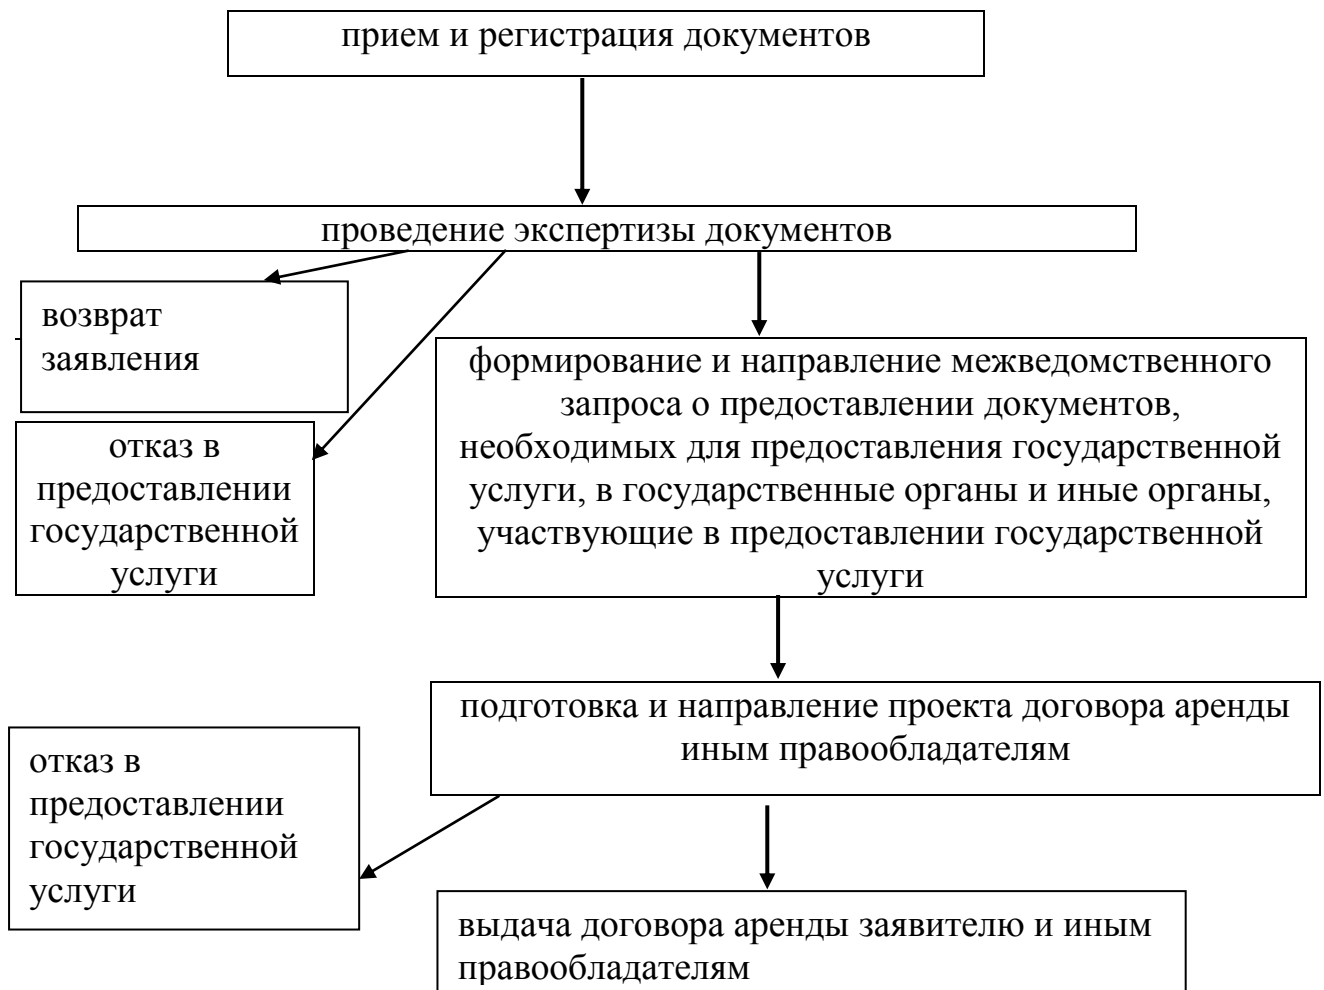 прием и регистрация документов
проведение экспертизы документов
возврат
заявления
формирование и направление межведомственного
запроса о предоставлении документов,
необходимых для предоставления государственной
услуги, в государственные органы и иные органы,
участвующие в предоставлении государственной
услуги
отказ в
предоставлении
государственной
услуги
подготовка и направление проекта договора аренды
иным правообладателям
отказ в
предоставлении
государственной
услуги
выдача договора аренды заявителю и иным
правообладателям